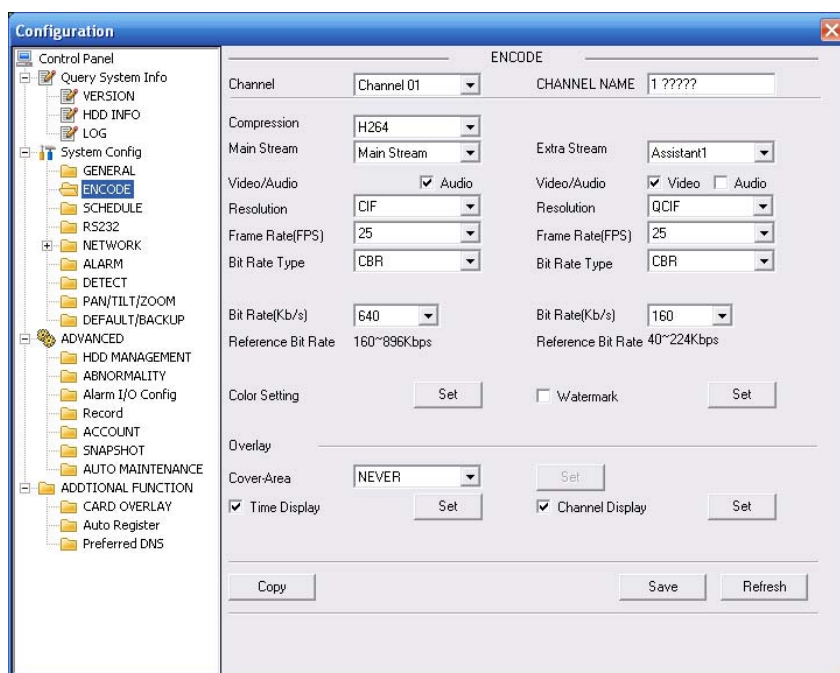 Configuration
Control Panel
Query System Info
VERSION
HDD INFO
LOG
System Config
GENERAL
ENCODE
SCHEDULE
RS232
NETWORK
ALARM
DETECT
PAN/TILT/ZOOM
DEFAULT/BACKUP
ADVANCED
HDD MANAGEMENT
ABNORMALITY
Alarm I/O Config
Record
ACCOUNT
SNAPSHOT
AUTO MAINTENANCE
ADDTIONAL FUNCTION
CARD OVERLAY
Auto Register
Preferred DNS
ENCODE
Channel Channel 01 CHANNEL NAME 1 ?????
Compression H264
Main Stream Main Stream Extra Stream Assistant1
Video/Audio Audio Video/Audio Video Audio
Resolution CIF Resolution QCIF
Frame Rate(FPS) 25 Frame Rate(FPS) 25
Bit Rate Type CBR Bit Rate Type CBR
Bit Rate(Kb/s) 640 Bit Rate(Kb/s) 160
Reference Bit Rate 160~896Kbps Reference Bit Rate 40~224Kbps
Color Setting Set Watermark Set
Overlay
Cover-Area NEVER Set
Time Display Set Channel Display Set
Copy Save Refresh